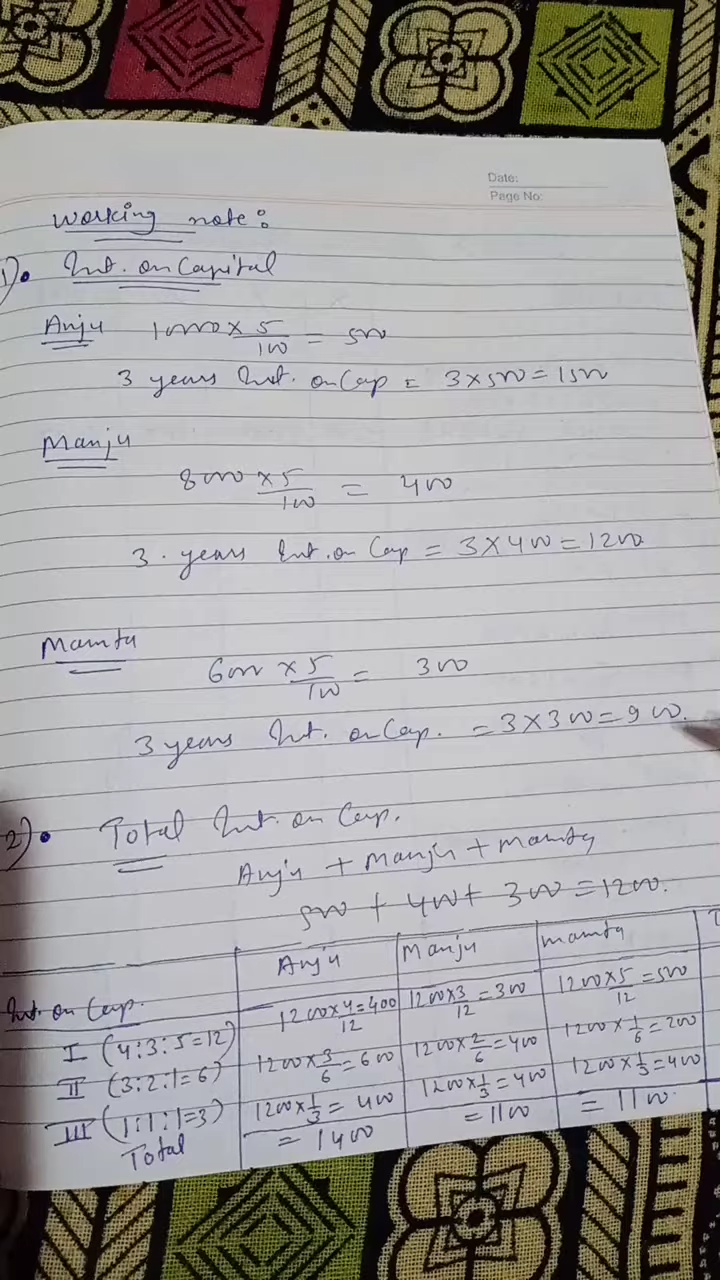 Date:
Page No:
Working note:
1). Int. on Capital
Anju 10000 × 5/100 = 500
3 years Int. on Cap = 3 × 500 = 1500
Manju
8000 × 5/100 = 400
3. years Int. on Cap = 3 × 400 = 1200
Mamta
6000 × 5/100 = 300
3 years Int. on Cap. = 3 × 300 = 900.
2). Total Int. on Cap.
Anju + Manju + Mamta
500 + 400 + 300 = 1200.
Anju Manju Mamta
Int. on Cap.
I (4:3:5=12) 1200×4/12=400 1200×3/12=300 1200×5/12=500
II (3:2:1=6) 1200×3/6=600 1200×2/6=400 1200×1/6=200
III (1:1:1=3) 1200×1/3=400 1200×1/3=400 1200×1/3=400
Total =1400 =1100 =1100.